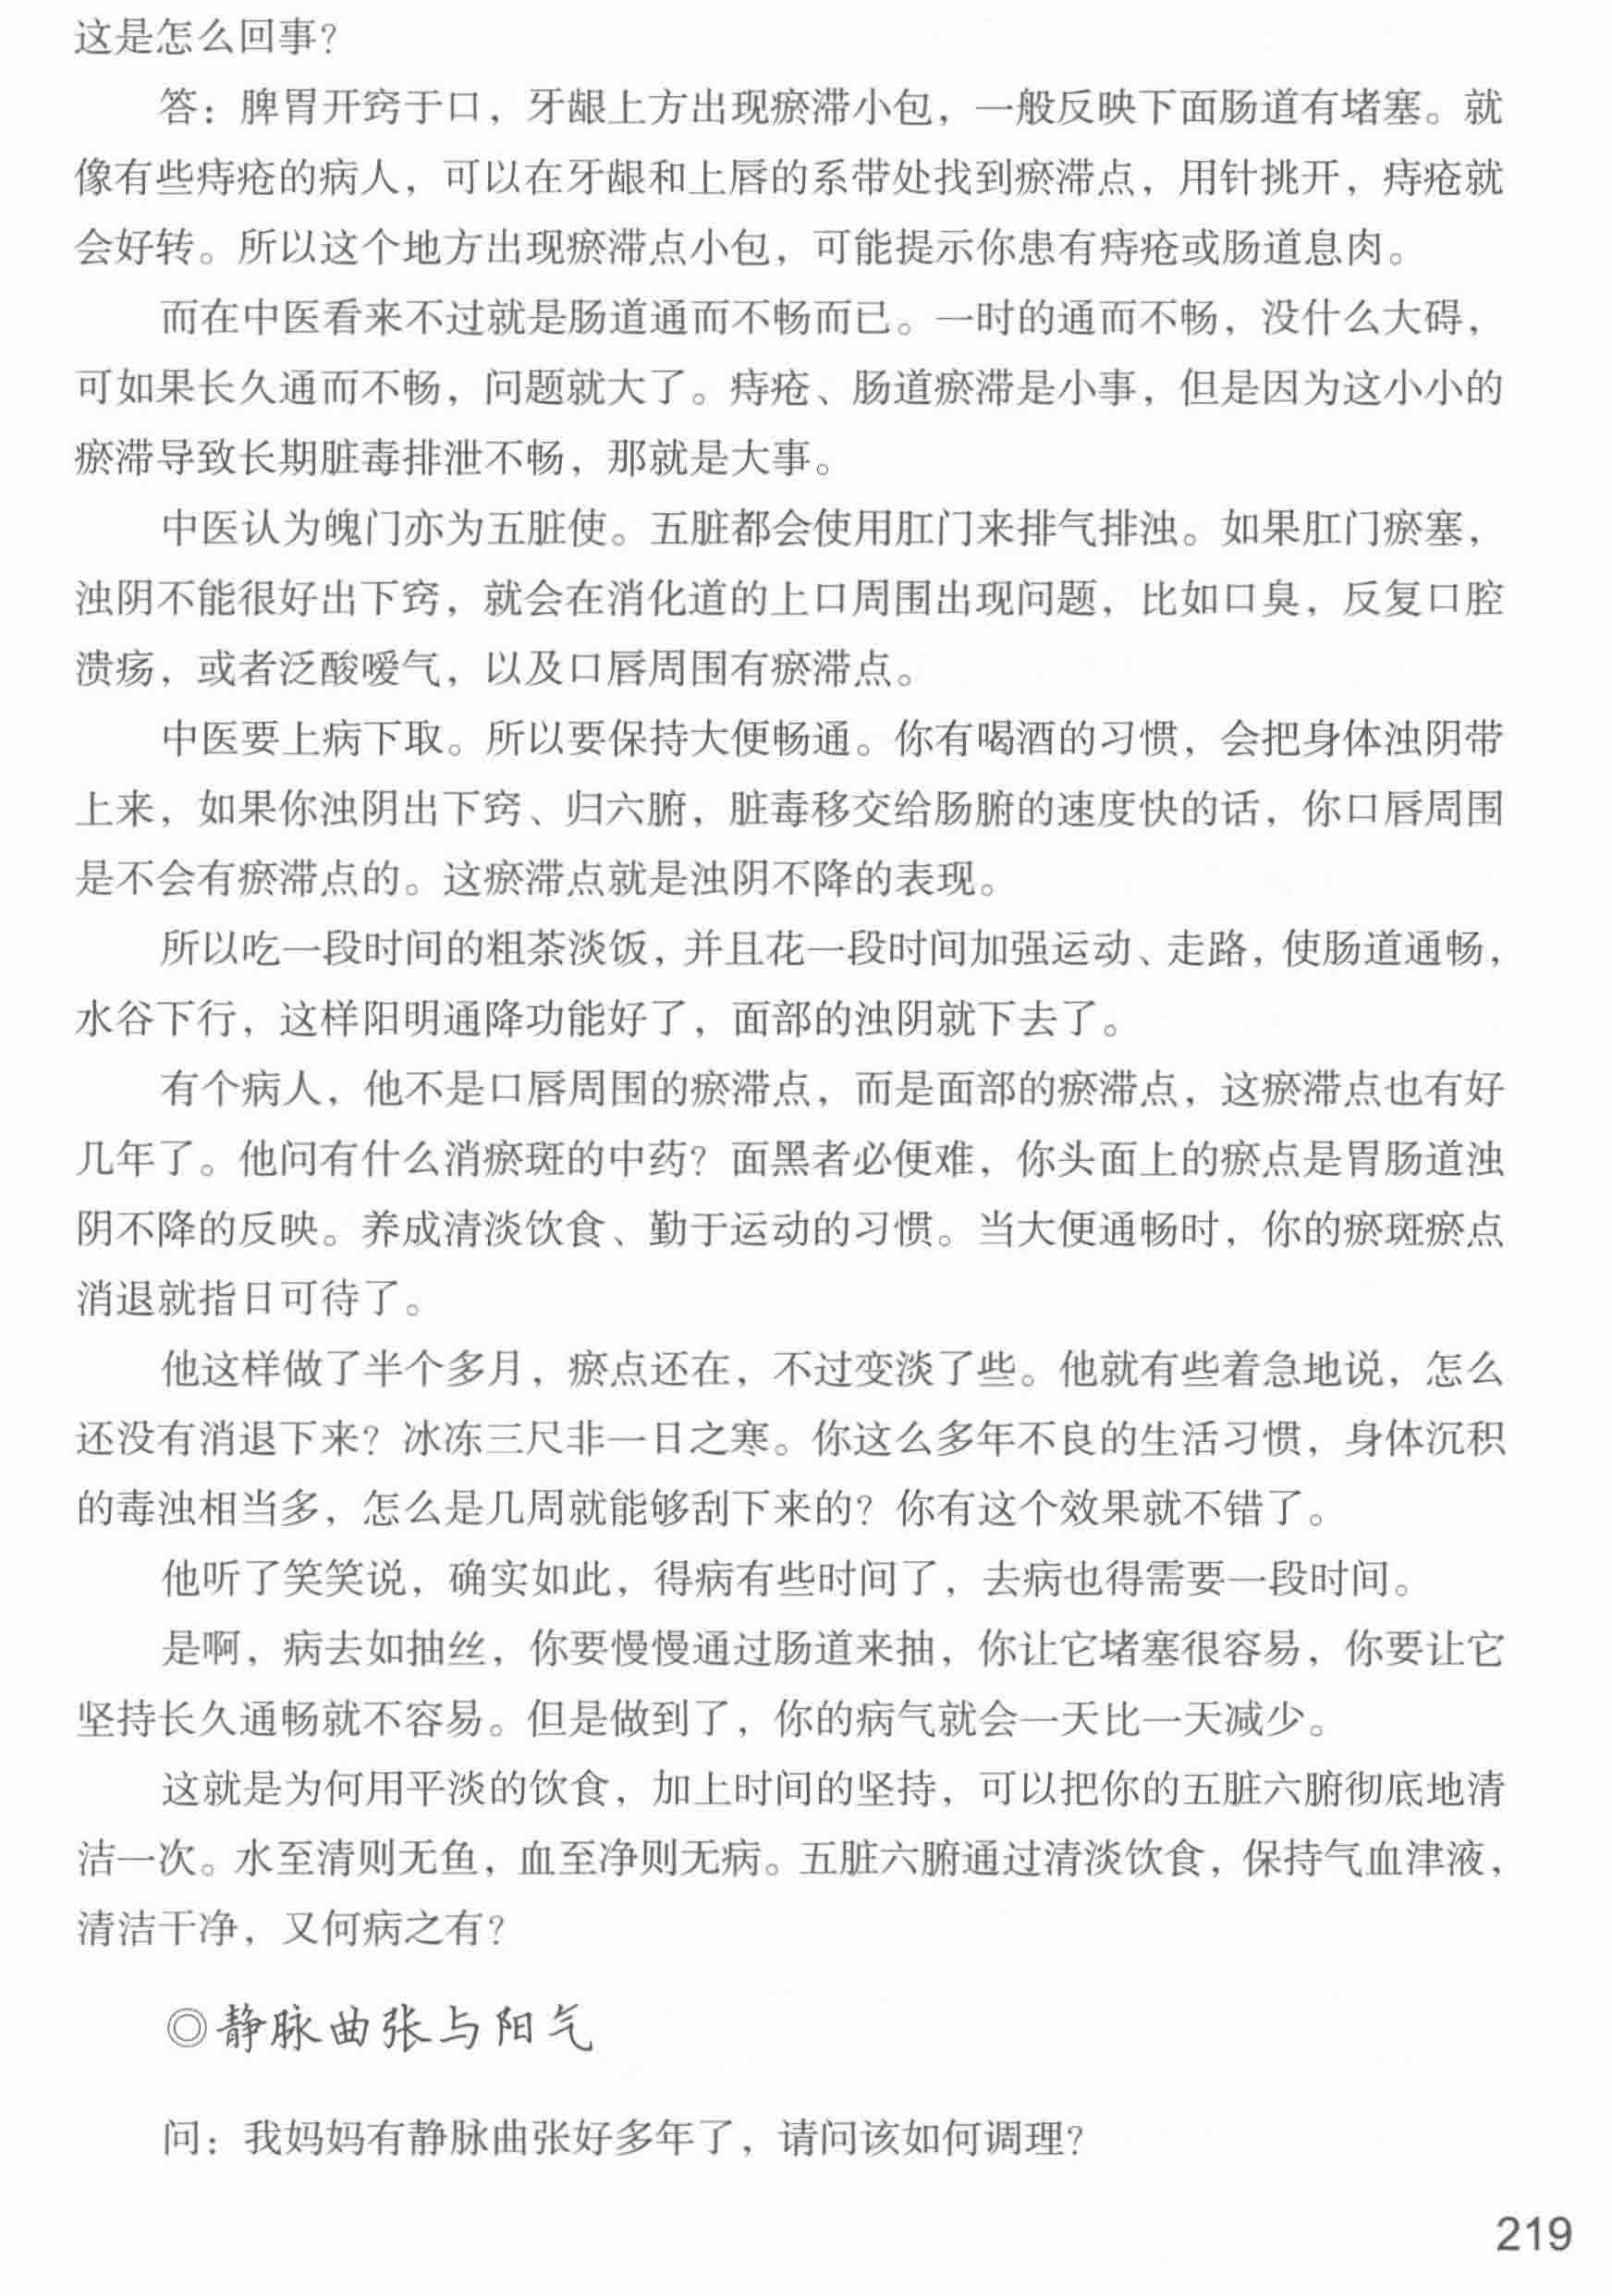 这是怎么回事？
答：脾胃开窍于口，牙龈上方出现瘀滞小包，一般反映下面肠道有堵塞。就
像有些痔疮的病人，可以在牙龈和上唇的系带处找到瘀滞点，用针挑开，痔疮就
会好转。所以这个地方出现瘀滞点小包，可能提示你患有痔疮或肠道息肉。
而在中医看来不过就是肠道通而不畅而已。一时的通而不畅，没什么大碍，
可如果长久通而不畅，问题就大了。痔疮、肠道瘀滞是小事，但是因为这小小的
瘀滞导致长期脏毒排泄不畅，那就是大事。
中医认为魄门亦为五脏使。五脏都会使用肛门来排气排浊。如果肛门瘀塞，
浊阴不能很好出下窍，就会在消化道的上口周围出现问题，比如口臭，反复口腔
溃疡，或者泛酸嗳气，以及口唇周围有瘀滞点。
中医要上病下取。所以要保持大便畅通。你有喝酒的习惯，会把身体浊阴带
上来，如果你浊阴出下窍、归六腑，脏毒移交给肠腑的速度快的话，你口唇周围
是不会有瘀滞点的。这瘀滞点就是浊阴不降的表现。
所以吃一段时间的粗茶淡饭，并且花一段时间加强运动、走路，使肠道通畅，
水谷下行，这样阳明通降功能好了，面部的浊阴就下去了。
有个病人，他不是口唇周围的瘀滞点，而是面部的瘀滞点，这瘀滞点也有好
几年了。他问有什么消瘀斑的中药？面黑者必便难，你头面上的瘀点是胃肠道浊
阴不降的反映。养成清淡饮食、勤于运动的习惯。当大便通畅时，你的瘀斑瘀点
消退就指日可待了。
他这样做了半个多月，瘀点还在，不过变淡了些。他就有些着急地说，怎么
还没有消退下来？冰冻三尺非一日之寒。你这么多年不良的生活习惯，身体沉积
的毒浊相当多，怎么是几周就能够刮下来的？你有这个效果就不错了。
他听了笑笑说，确实如此，得病有些时间了，去病也得需要一段时间。
是啊，病去如抽丝，你要慢慢通过肠道来抽，你让它堵塞很容易，你要让它
坚持长久通畅就不容易。但是做到了，你的病气就会一天比一天减少。
这就是为何用平淡的饮食，加上时间的坚持，可以把你的五脏六腑彻底地清
洁一次。水至清则无鱼，血至净则无病。五脏六腑通过清淡饮食，保持气血津液，
清洁干净，又何病之有？
◎静脉曲张与阳气
问：我妈妈有静脉曲张好多年了，请问该如何调理？
219